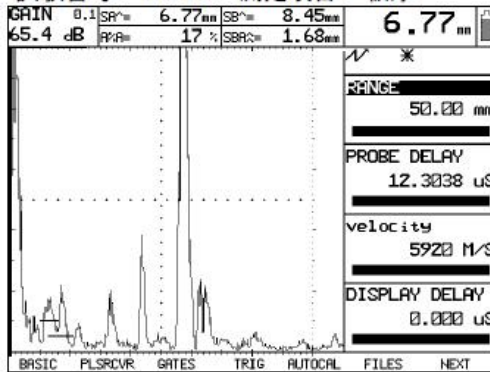 GAIN 0.1
65.4 dB
SA^= 6.77mm SB^= 8.45mm
A%A= 17 % SBA^= 1.68mm
6.77mm
RANGE
50.00 mm
PROBE DELAY
12.3038 uS
velocity
5920 M/S
DISPLAY DELAY
0.000 uS
BASIC PLSRCVR GATES TRIG AUTOCAL FILES NEXT